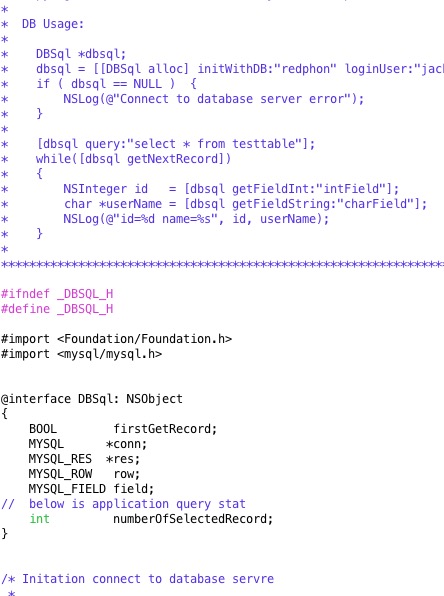 *
*  DB Usage:
*
*    DBSql *dbsql;
*    dbsql = [[DBSql alloc] initWithDB:"redphon" loginUser:"jack
*    if ( dbsql == NULL )  {
*        NSLog(@"Connect to database server error");
*    }
*
*    [dbsql query:"select * from testtable"];
*    while([dbsql getNextRecord])
*    {
*        NSInteger id   = [dbsql getFieldInt:"intField"];
*        char *userName = [dbsql getFieldString:"charField"];
*        NSLog(@"id=%d name=%s", id, userName);
*    }
*
***************************************************************
#ifndef _DBSQL_H
#define _DBSQL_H
#import <Foundation/Foundation.h>
#import <mysql/mysql.h>
@interface DBSql: NSObject
{
    BOOL        firstGetRecord;
    MYSQL      *conn;
    MYSQL_RES  *res;
    MYSQL_ROW   row;
    MYSQL_FIELD field;
//  below is application query stat
    int         numberOfSelectedRecord;
}
/* Initation connect to database servre
 *